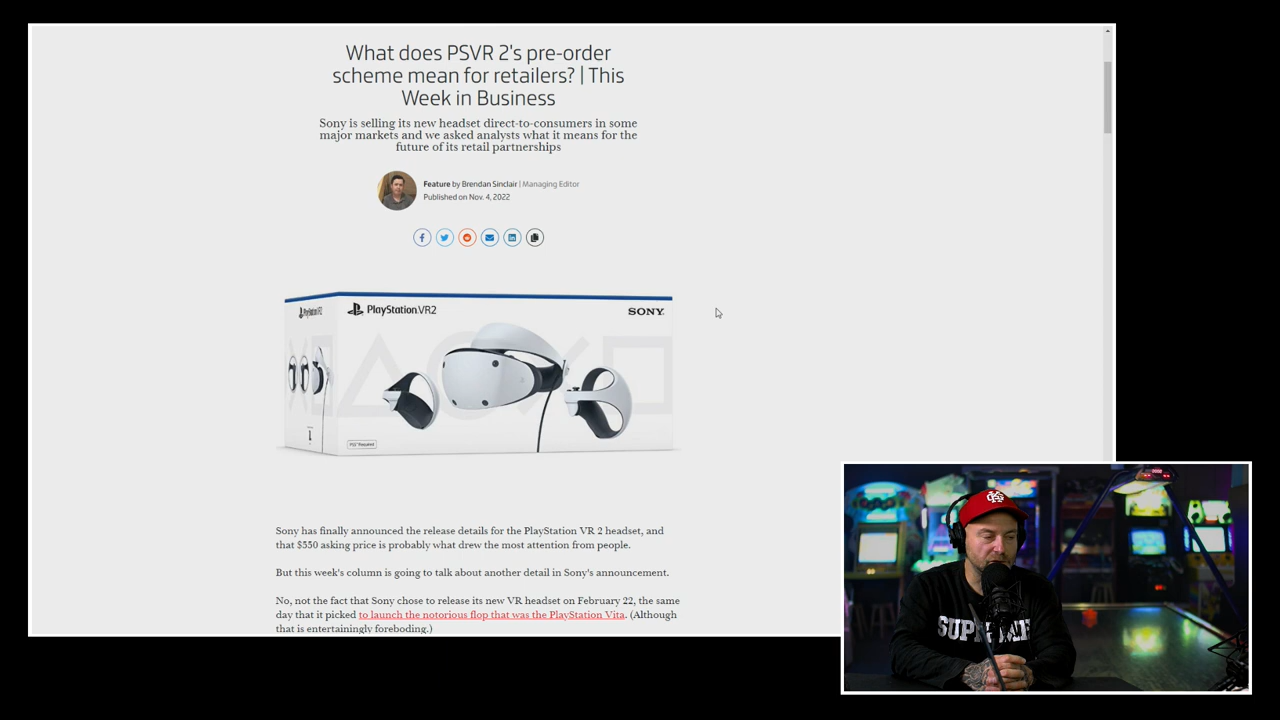 What does PSVR 2's pre-order
scheme mean for retailers? | This
Week in Business
Sony is selling its new headset direct-to-consumers in some
major markets and we asked analysts what it means for the
future of its retail partnerships
Feature by Brendan Sinclair | Managing Editor
Published on Nov. 4, 2022
PlayStation VR2
SONY
PS5 Required
Sony has finally announced the release details for the PlayStation VR 2 headset, and
that $550 asking price is probably what drew the most attention from people.
But this week's column is going to talk about another detail in Sony's announcement.
No, not the fact that Sony chose to release its new VR headset on February 22, the same
day that it picked to launch the notorious flop that was the PlayStation Vita. (Although
that is entertainingly foreboding.)